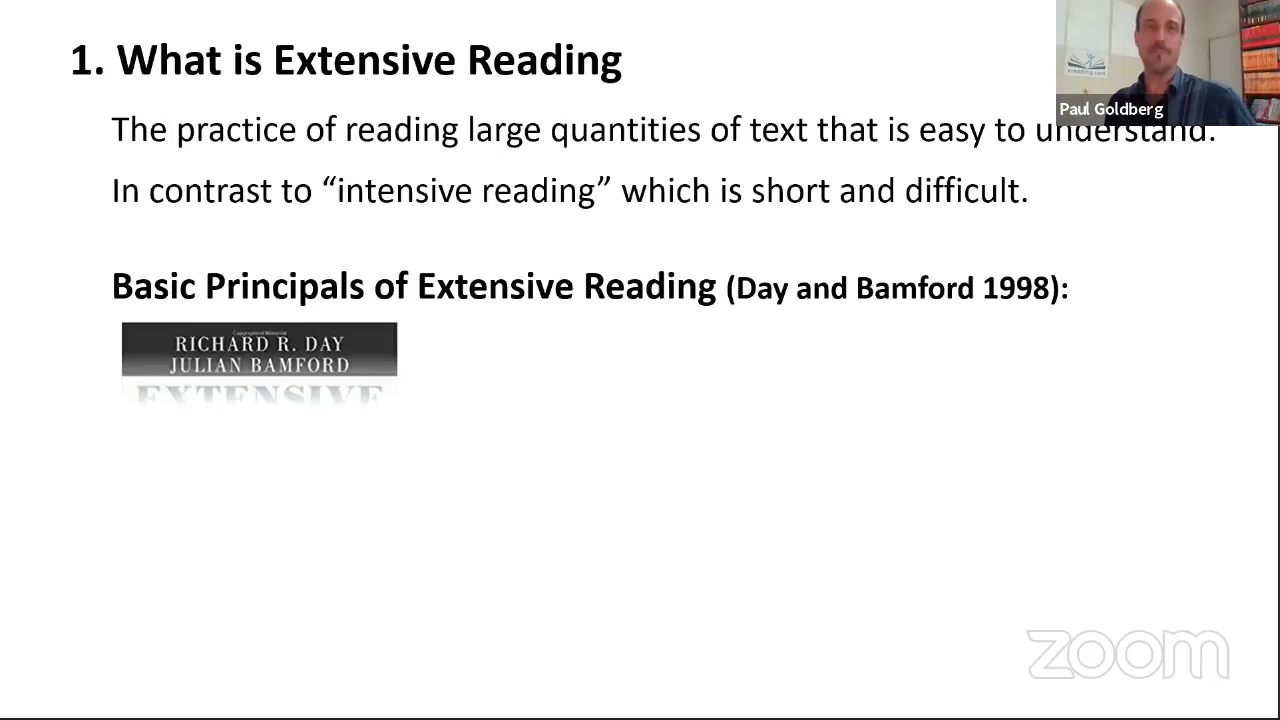 1. What is Extensive Reading
The practice of reading large quantities of text that is easy to understand.
In contrast to “intensive reading” which is short and difficult.
Basic Principals of Extensive Reading (Day and Bamford 1998):
RICHARD R. DAY
JULIAN BAMFORD
EXTENSIVE
xreading.com
Paul Goldberg
zoom